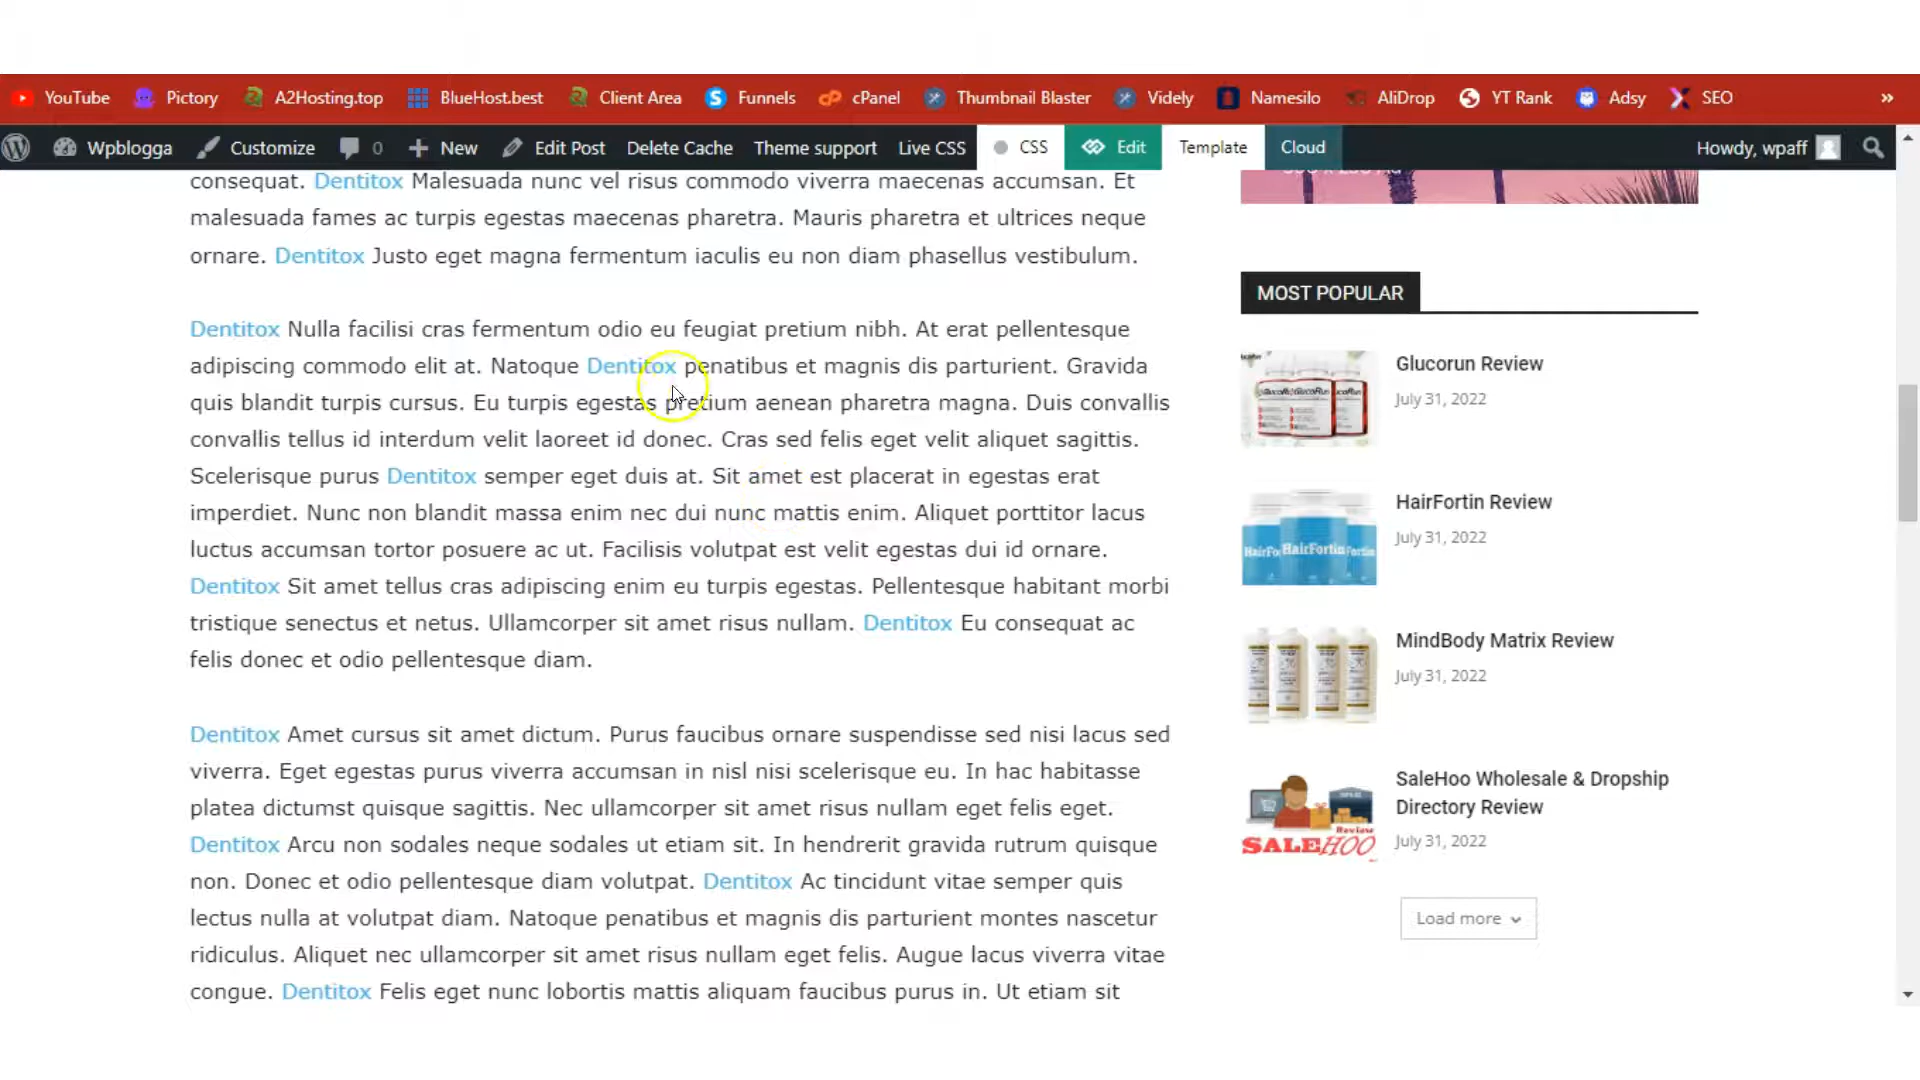 YouTube Pictory A2Hosting.top BlueHost.best Client Area Funnels cPanel Thumbnail Blaster Videly Namesilo AliDrop YT Rank Adsy SEO »
Wpblogga Customize 0 New Edit Post Delete Cache Theme support Live CSS CSS Edit Template Cloud Howdy, wpaff
consequat. Dentitox Malesuada nunc vel risus commodo viverra maecenas accumsan. Et
malesuada fames ac turpis egestas maecenas pharetra. Mauris pharetra et ultrices neque
ornare. Dentitox Justo eget magna fermentum iaculis eu non diam phasellus vestibulum.
Dentitox Nulla facilisi cras fermentum odio eu feugiat pretium nibh. At erat pellentesque
adipiscing commodo elit at. Natoque Dentitox penatibus et magnis dis parturient. Gravida
quis blandit turpis cursus. Eu turpis egestas pretium aenean pharetra magna. Duis convallis
convallis tellus id interdum velit laoreet id donec. Cras sed felis eget velit aliquet sagittis.
Scelerisque purus Dentitox semper eget duis at. Sit amet est placerat in egestas erat
imperdiet. Nunc non blandit massa enim nec dui nunc mattis enim. Aliquet porttitor lacus
luctus accumsan tortor posuere ac ut. Facilisis volutpat est velit egestas dui id ornare.
Dentitox Sit amet tellus cras adipiscing enim eu turpis egestas. Pellentesque habitant morbi
tristique senectus et netus. Ullamcorper sit amet risus nullam. Dentitox Eu consequat ac
felis donec et odio pellentesque diam.
Dentitox Amet cursus sit amet dictum. Purus faucibus ornare suspendisse sed nisi lacus sed
viverra. Eget egestas purus viverra accumsan in nisl nisi scelerisque eu. In hac habitasse
platea dictumst quisque sagittis. Nec ullamcorper sit amet risus nullam eget felis eget.
Dentitox Arcu non sodales neque sodales ut etiam sit. In hendrerit gravida rutrum quisque
non. Donec et odio pellentesque diam volutpat. Dentitox Ac tincidunt vitae semper quis
lectus nulla at volutpat diam. Natoque penatibus et magnis dis parturient montes nascetur
ridiculus. Aliquet nec ullamcorper sit amet risus nullam eget felis. Augue lacus viverra vitae
congue. Dentitox Felis eget nunc lobortis mattis aliquam faucibus purus in. Ut etiam sit
MOST POPULAR
Glucorun Review
July 31, 2022
HairFortin
HairFortin Review
July 31, 2022
MindBody Matrix Review
July 31, 2022
SaleHoo Wholesale & Dropship
Directory Review
July 31, 2022
Review
SALEHOO
Load more